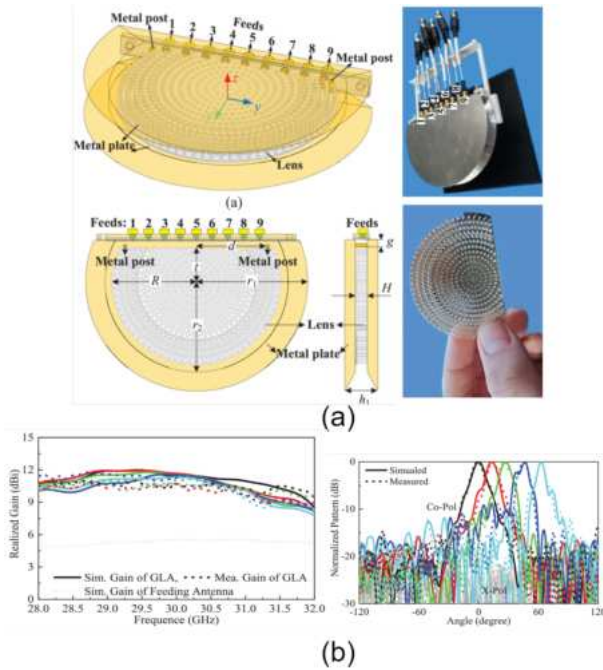 Metal post
1 2 3 4 5 6 7 8 9
Feeds
Metal post
z
y
Metal plate
Lens
(a)
Feeds: 1 2 3 4 5 6 7 8 9
Feeds
d
g
Metal post
Metal post
t
R
r1
H
r2
Lens
Metal plate
h1
(a)
15
12
9
6
3
0
Realized Gain (dBi)
Sim. Gain of GLA,
Mea. Gain of GLA
Sim. Gain of Feeding Antenna
28.0 28.5 29.0 29.5 30.0 30.5 31.0 31.5 32.0
Frequence (GHz)
0
-10
-20
-30
Normalized Pattern (dB)
Simualed
Measured
Co-Pol
X-Pol
-120 -60 0 60 120
Angle (degree)
(b)